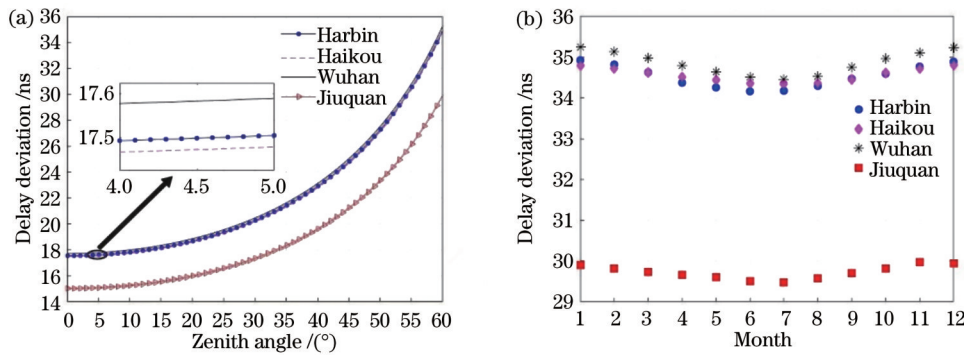 (a)
36
34
32
30
28
26
24
22
20
18
16
14
Delay deviation /ns
Harbin
Haikou
Wuhan
Jiuquan
17.6
17.5
4.0 4.5 5.0
0 5 10 15 20 25 30 35 40 45 50 55 60
Zenith angle /(°)
(b)
36
35
34
33
32
31
30
29
Delay deviation /ns
Harbin
Haikou
Wuhan
Jiuquan
1 2 3 4 5 6 7 8 9 10 11 12
Month